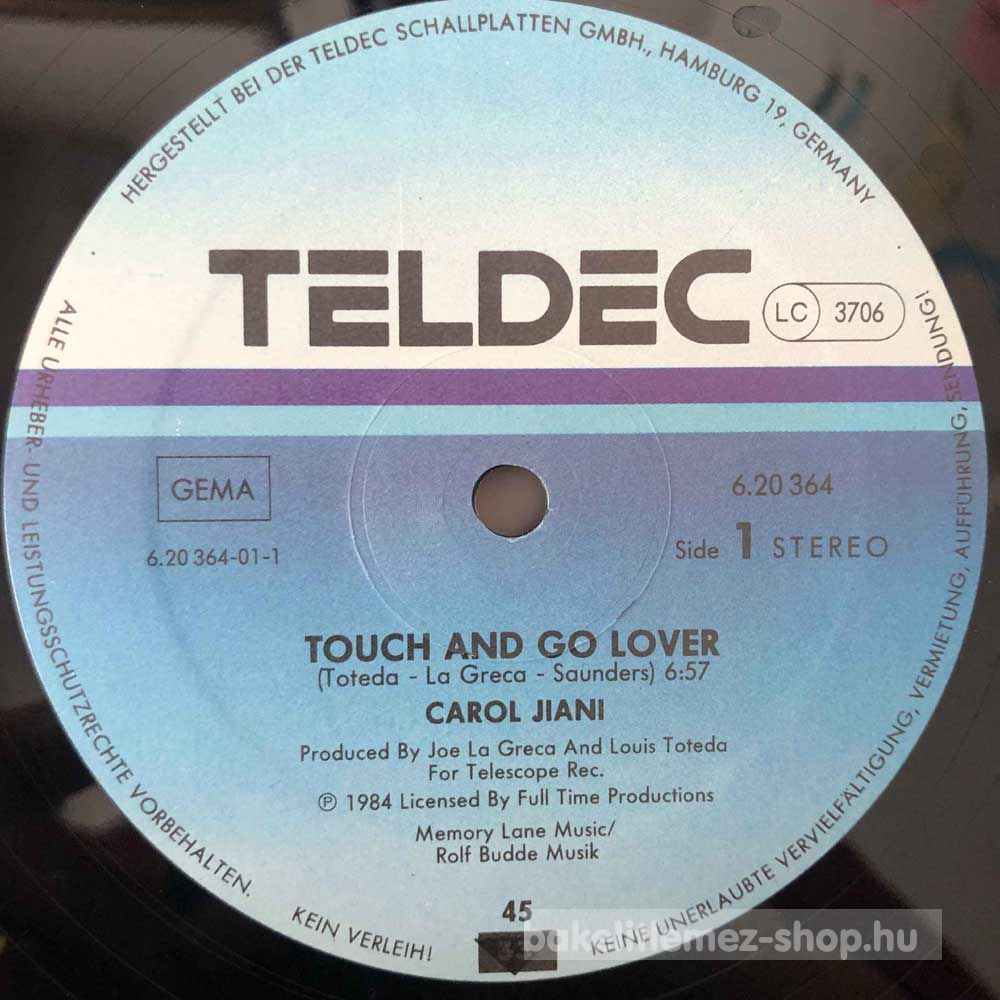 HERGESTELLT BEI DER TELDEC SCHALLPLATTEN GMBH., HAMBURG 19, GERMANY
TELDEC
LC 3706
GEMA
6.20 364-01-1
6.20 364
Side 1 STEREO
TOUCH AND GO LOVER
(Toteda - La Greca - Saunders) 6:57
CAROL JIANI
Produced By Joe La Greca And Louis Toteda
For Telescope Rec.
Ⓟ 1984 Licensed By Full Time Productions
Memory Lane Music/
Rolf Budde Musik
45
ALLE URHEBER- UND LEISTUNGSSCHUTZRECHTE VORBEHALTEN.
KEIN VERLEIH!
KEINE UNERLAUBTE VERVIELFÄLTIGUNG, VERMIETUNG, AUFFÜHRUNG, SENDUNG!
bakelitlemez-shop.hu